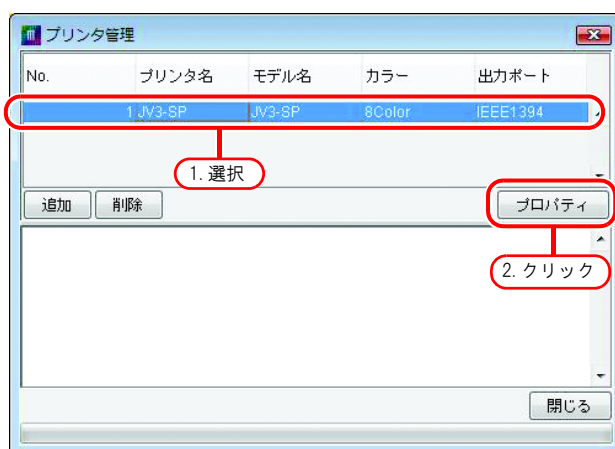 プリンタ管理
No. プリンタ名 モデル名 カラー 出力ポート
1 JV3-SP JV3-SP 8Color IEEE1394
1. 選択
追加 削除 プロパティ
2. クリック
閉じる